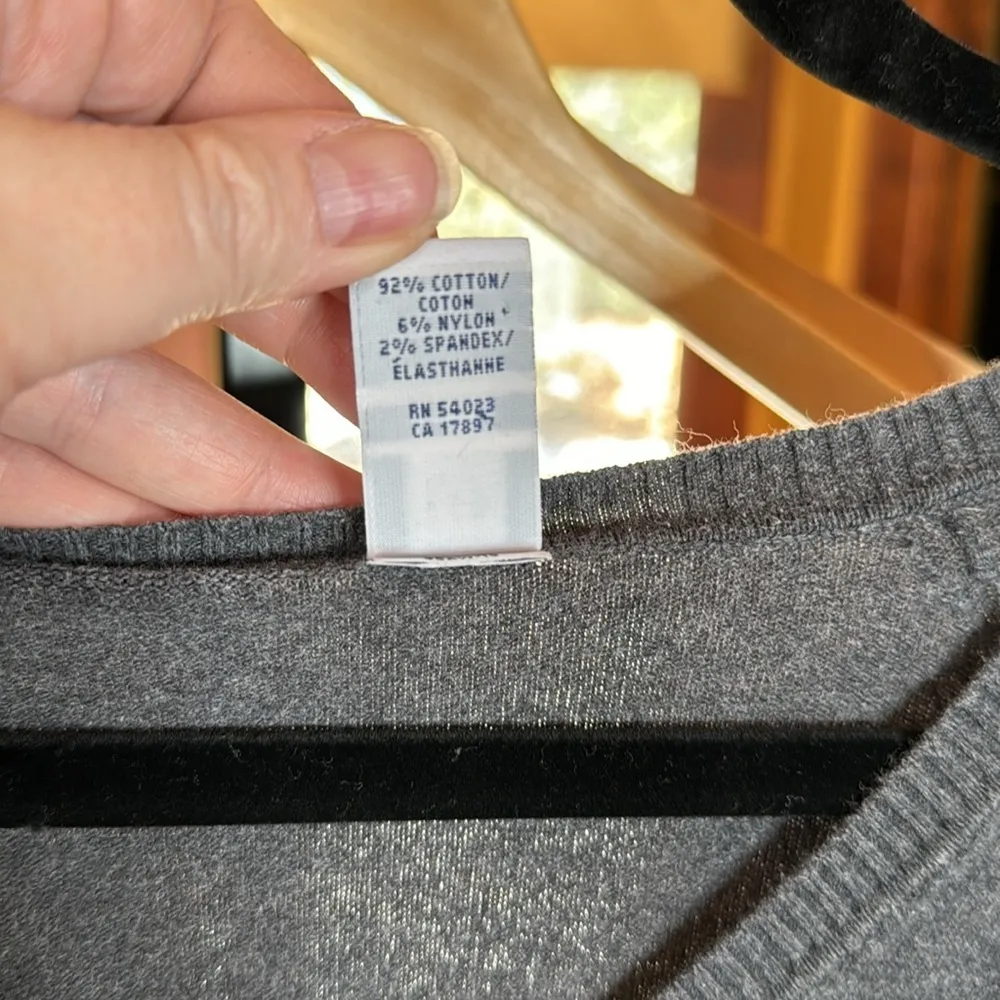 92% COTTON/
COTON
6% NYLON
2% SPANDEX/
ÉLASTHANNE
RN 54023
CA 17897